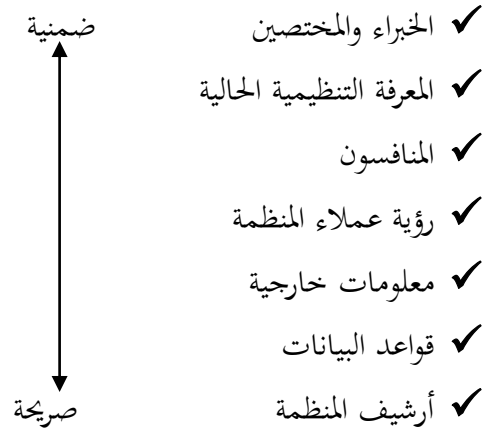 ✓ الخبراء والمختصين ضمنية
✓ المعرفة التنظيمية الحالية
✓ المنافسون
✓ رؤية عملاء المنظمة
✓ معلومات خارجية
✓ قواعد البيانات
✓ أرشيف المنظمة صريحة